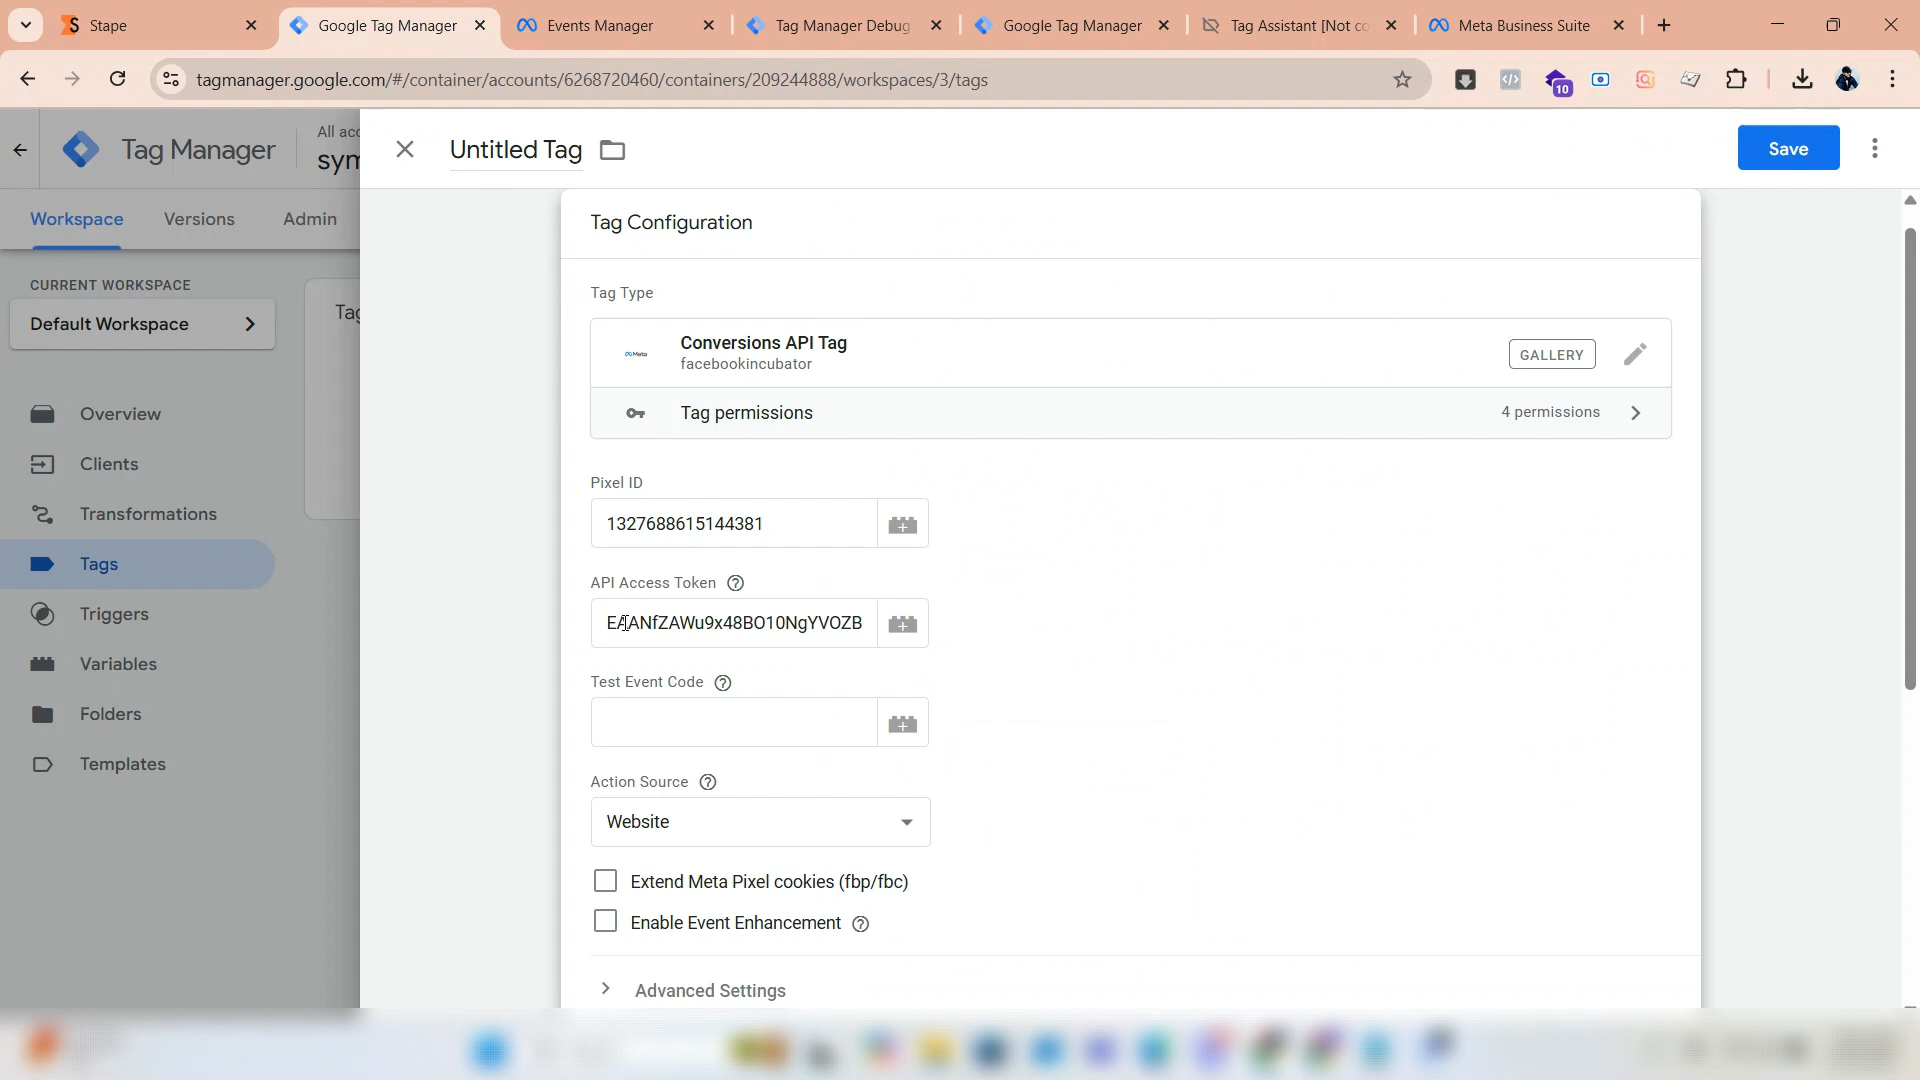 Stape
Google Tag Manager
Events Manager
Tag Manager Debug
Google Tag Manager
Tag Assistant [Not co
Meta Business Suite
tagmanager.google.com/#/container/accounts/6268720460/containers/209244888/workspaces/3/tags
10
Tag Manager
All acc
sym
Untitled Tag
Save
Workspace
Versions
Admin
CURRENT WORKSPACE
Default Workspace
Tag
Overview
Clients
Transformations
Tags
Triggers
Variables
Folders
Templates
Tag Configuration
Tag Type
Meta
Conversions API Tag
facebookincubator
GALLERY
Tag permissions
4 permissions
Pixel ID
1327688615144381
API Access Token
EAANfZAWu9x48BO10NgYVOZB
Test Event Code
Action Source
Website
Extend Meta Pixel cookies (fbp/fbc)
Enable Event Enhancement
Advanced Settings